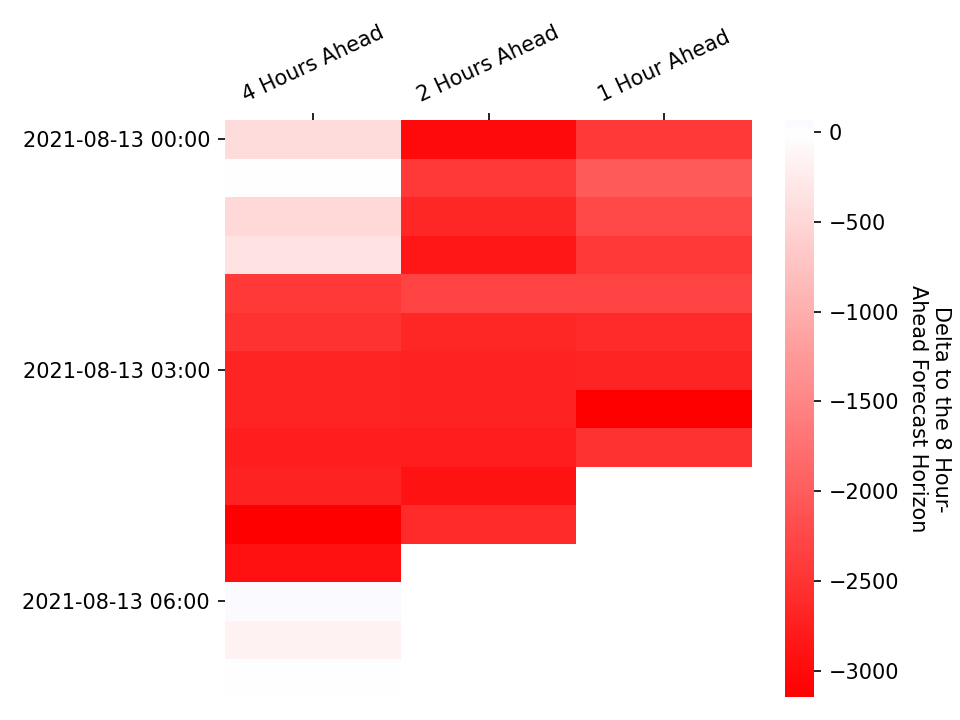 4 Hours Ahead
2 Hours Ahead
1 Hour Ahead
2021-08-13 00:00
2021-08-13 03:00
2021-08-13 06:00
0
−500
−1000
−1500
−2000
−2500
−3000
Delta to the 8 Hour-
Ahead Forecast Horizon